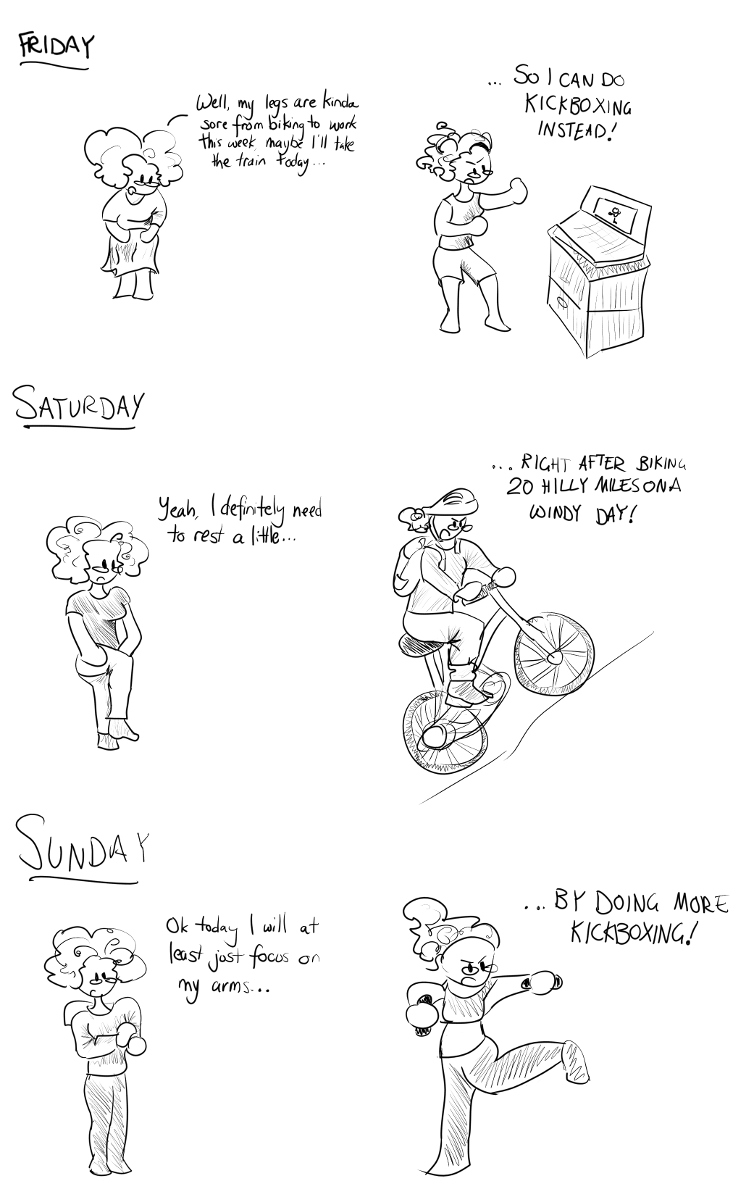 FRIDAY
Well, my legs are kinda
sore from biking to work
this week, maybe I'll take
the train today...
... SO I CAN DO
KICKBOXING
INSTEAD!
SATURDAY
Yeah, I definitely need
to rest a little...
... RIGHT AFTER BIKING
20 HILLY MILES ON A
WINDY DAY!
SUNDAY
Ok today I will at
least just focus on
my arms...
... BY DOING MORE
KICKBOXING!